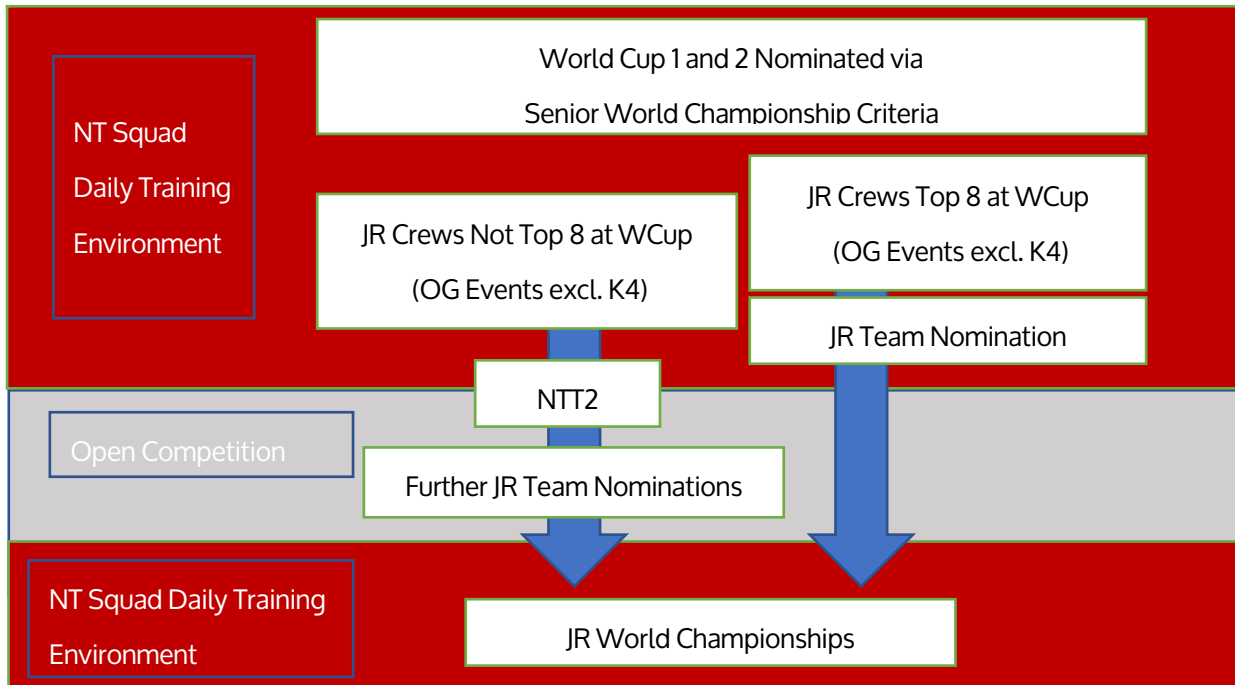 World Cup 1 and 2 Nominated via
Senior World Championship Criteria
NT Squad
Daily Training
Environment
JR Crews Not Top 8 at WCup
(OG Events excl. K4)
JR Crews Top 8 at WCup
(OG Events excl. K4)
JR Team Nomination
NTT2
Open Competition
Further JR Team Nominations
NT Squad Daily Training
Environment
JR World Championships